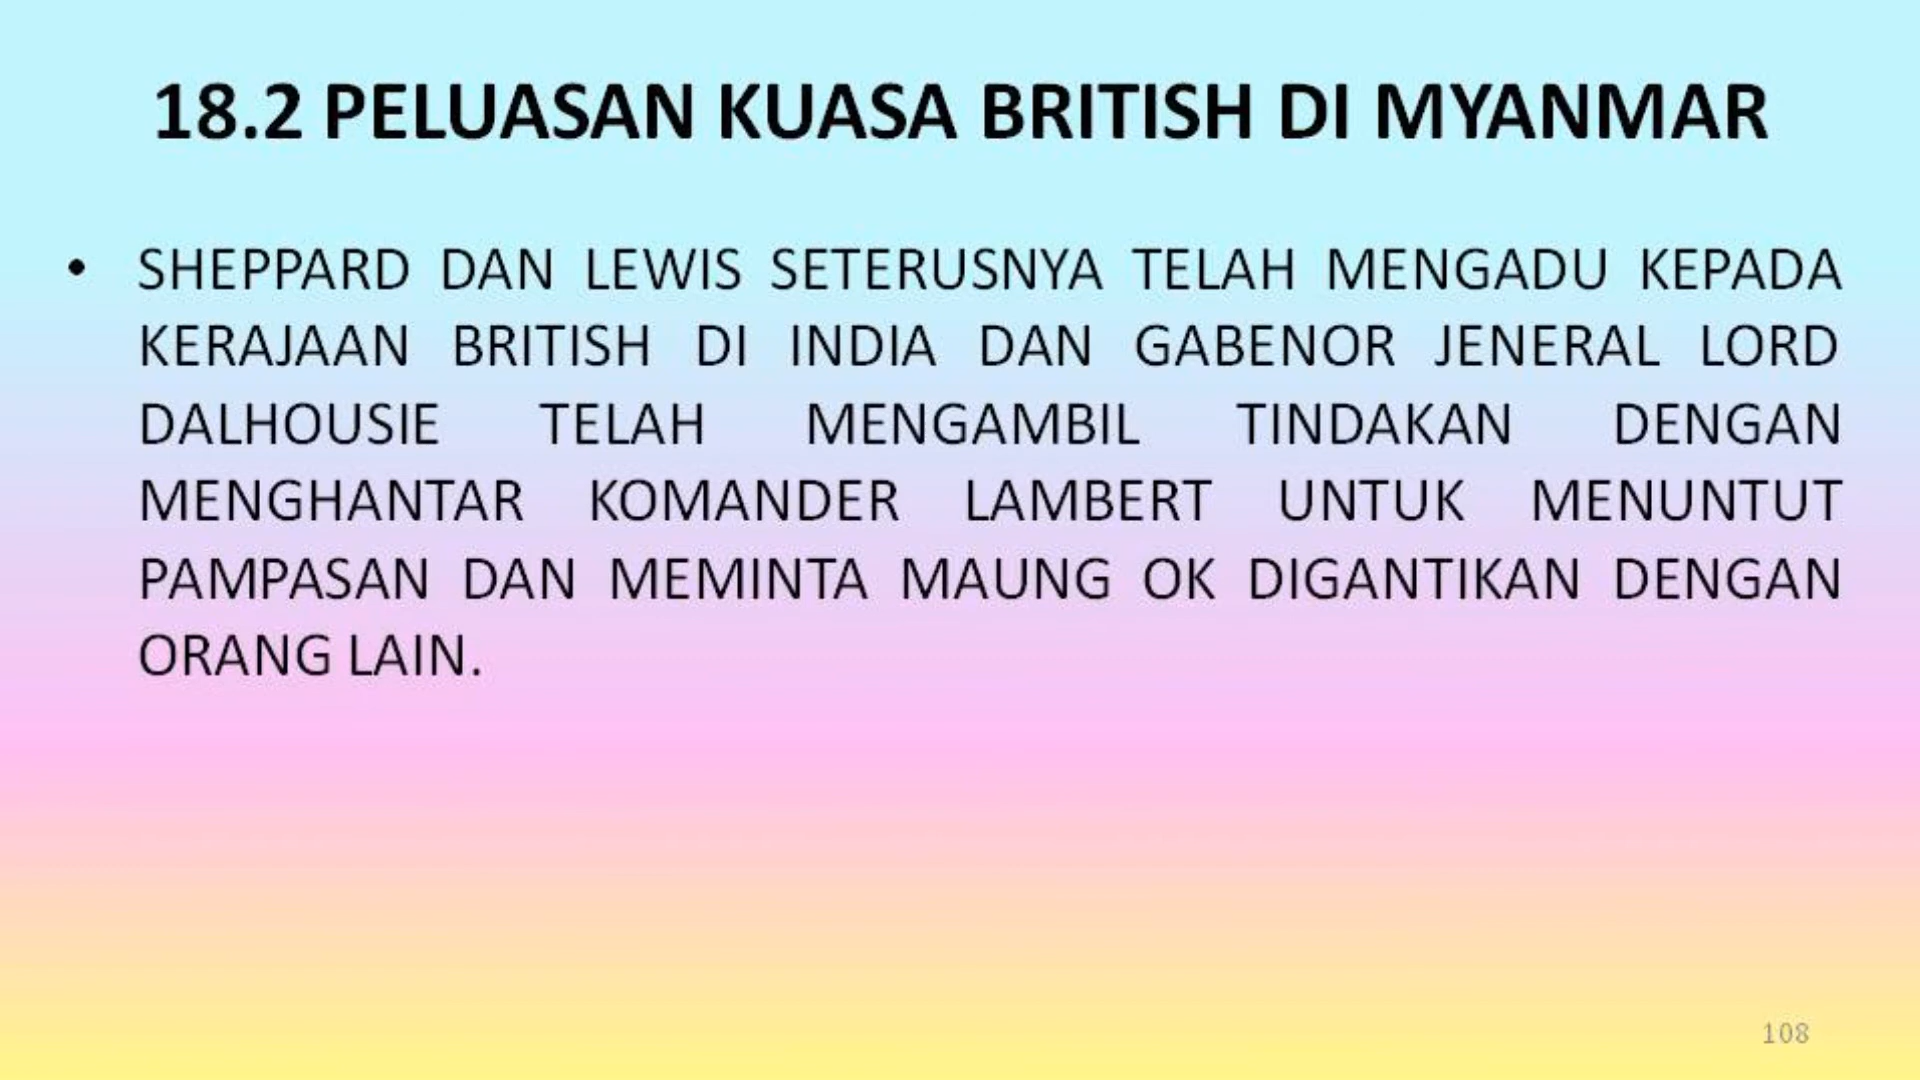 18.2 PELUASAN KUASA BRITISH DI MYANMAR
• SHEPPARD DAN LEWIS SETERUSNYA TELAH MENGADU KEPADA
KERAJAAN BRITISH DI INDIA DAN GABENOR JENERAL LORD
DALHOUSIE TELAH MENGAMBIL TINDAKAN DENGAN
MENGHANTAR KOMANDER LAMBERT UNTUK MENUNTUT
PAMPASAN DAN MEMINTA MAUNG OK DIGANTIKAN DENGAN
ORANG LAIN.
108